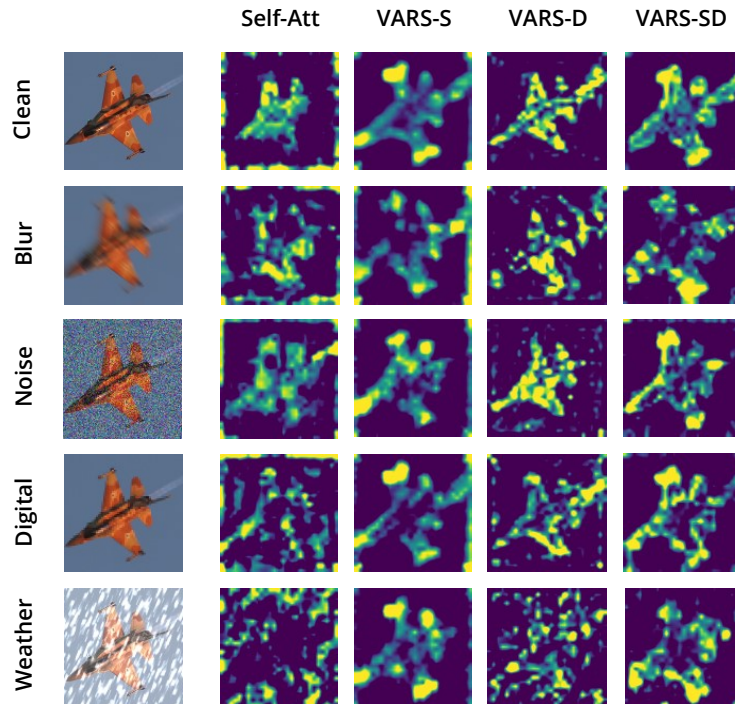 Self-Att VARS-S VARS-D VARS-SD
Clean
Blur
Noise
Digital
Weather